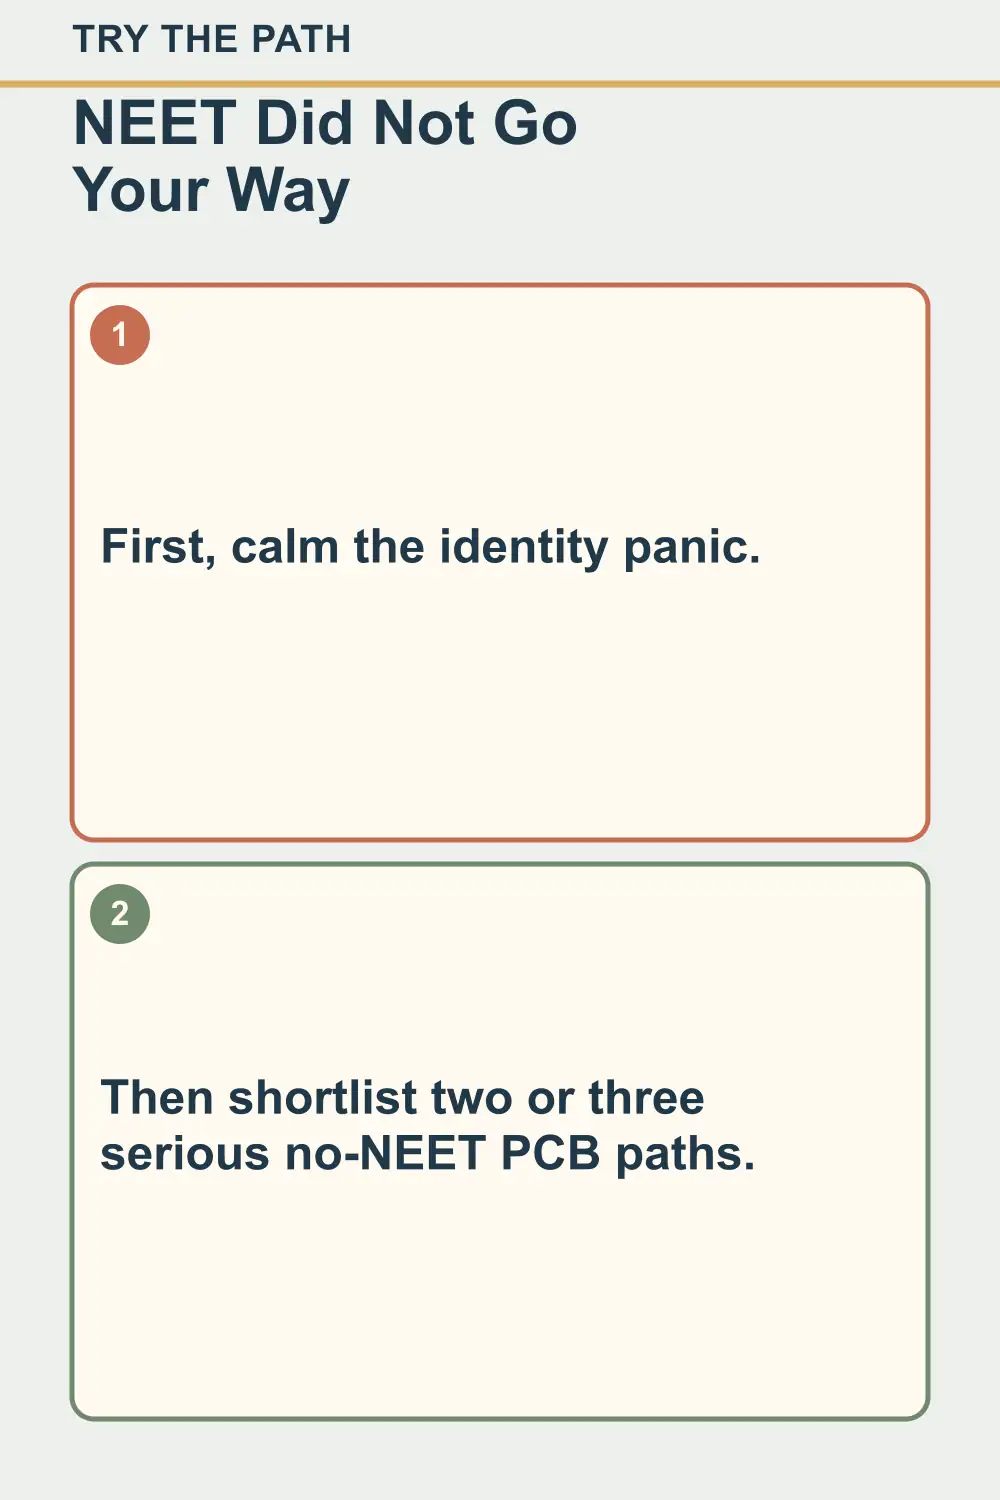 TRY THE PATH
NEET Did Not Go
Your Way
1
First, calm the identity panic.
2
Then shortlist two or three
serious no-NEET PCB paths.